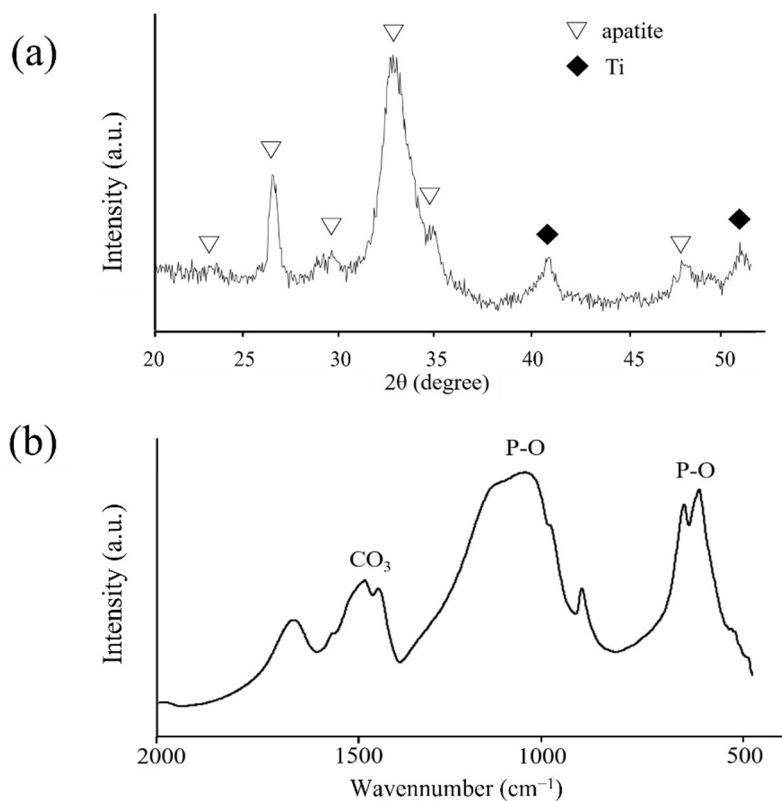 (a)
apatite
Ti
Intensity (a.u.)
20 25 30 35 40 45 50
2θ (degree)
(b)
P-O
P-O
CO₃
Intensity (a.u.)
2000 1500 1000 500
Wavennumber (cm⁻¹)